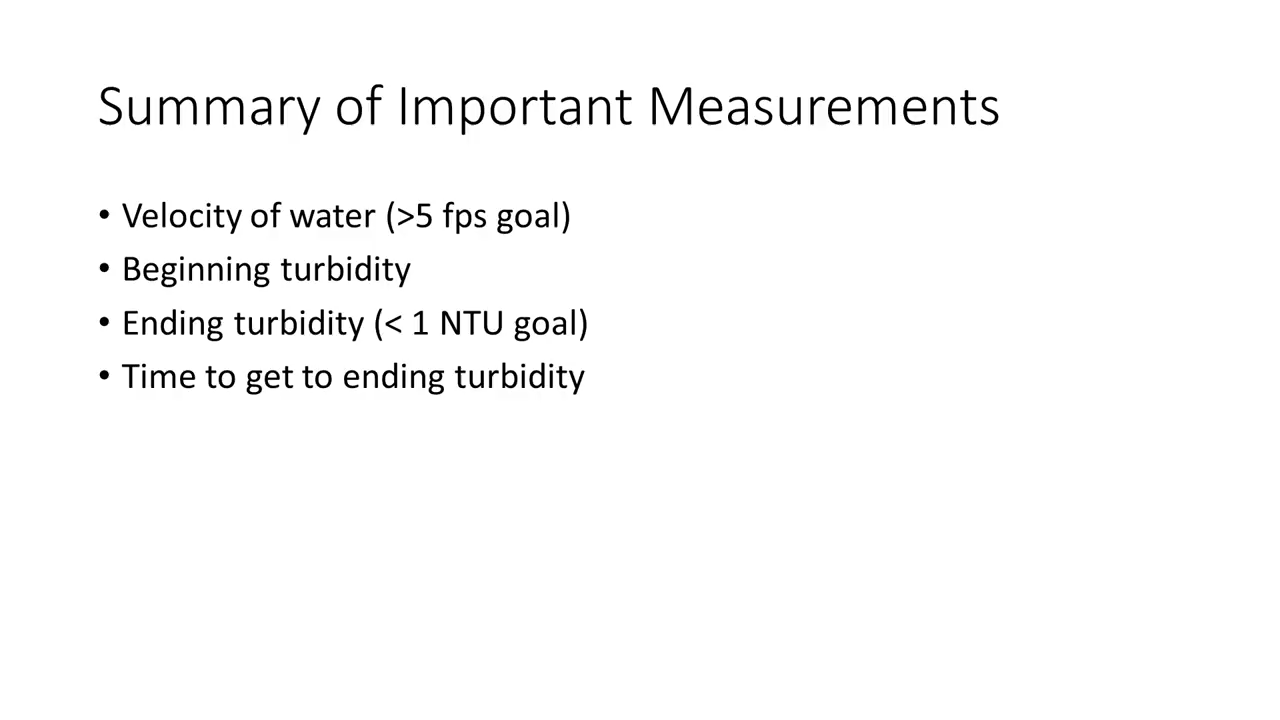 Summary of Important Measurements
• Velocity of water (>5 fps goal)
• Beginning turbidity
• Ending turbidity (< 1 NTU goal)
• Time to get to ending turbidity